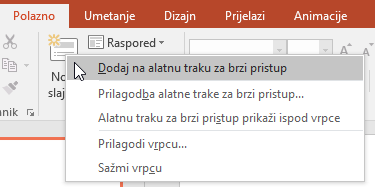 Polazno Umetanje Dizajn Prijelazi Animacije
Raspored
Dodaj na alatnu traku za brzi pristup
Prilagodba alatne trake za brzi pristup...
Alatnu traku za brzi pristup prikaži ispod vrpce
Prilagodi vrpcu...
Sažmi vrpcu